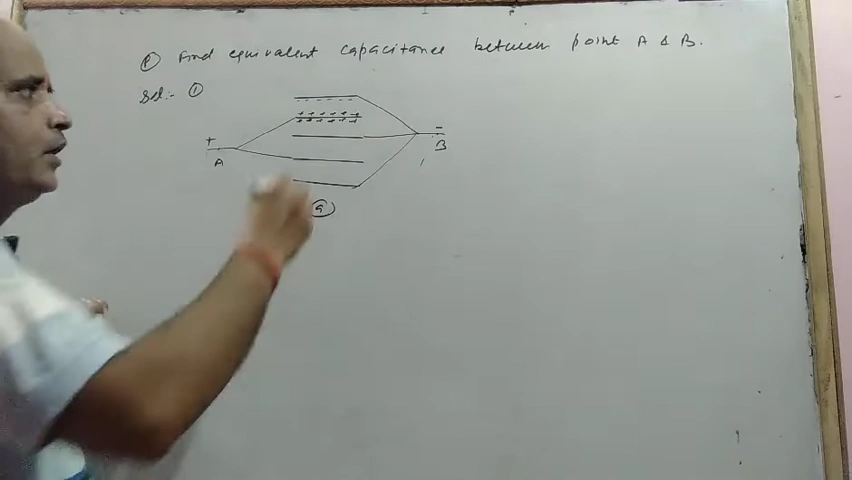 (P) Find equivalent capacitance between point A & B.
Sol:- (1)
+ -
A B
(a)